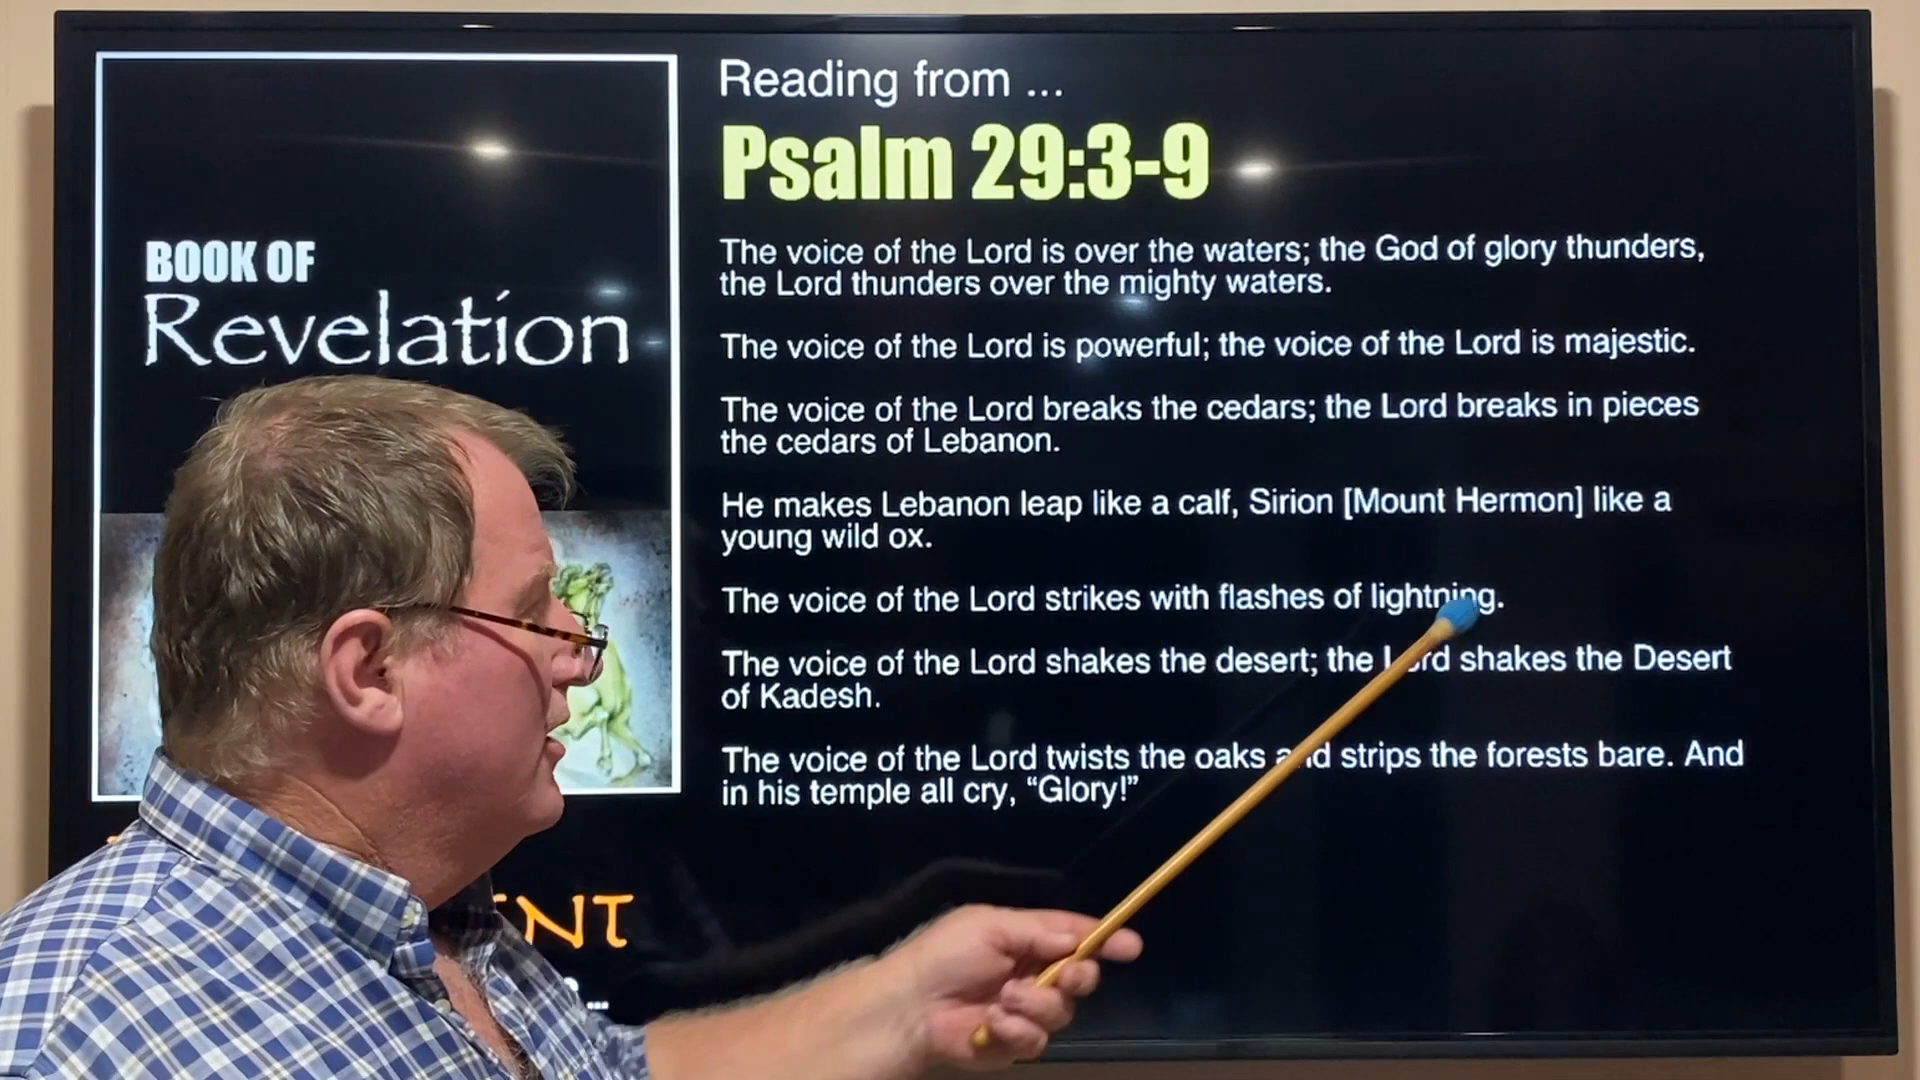 BOOK OF
Revelation
Reading from ...
Psalm 29:3-9
The voice of the Lord is over the waters; the God of glory thunders,
the Lord thunders over the mighty waters.
The voice of the Lord is powerful; the voice of the Lord is majestic.
The voice of the Lord breaks the cedars; the Lord breaks in pieces
the cedars of Lebanon.
He makes Lebanon leap like a calf, Sirion [Mount Hermon] like a
young wild ox.
The voice of the Lord strikes with flashes of lightning.
The voice of the Lord shakes the desert; the Lord shakes the Desert
of Kadesh.
The voice of the Lord twists the oaks and strips the forests bare. And
in his temple all cry, “Glory!”